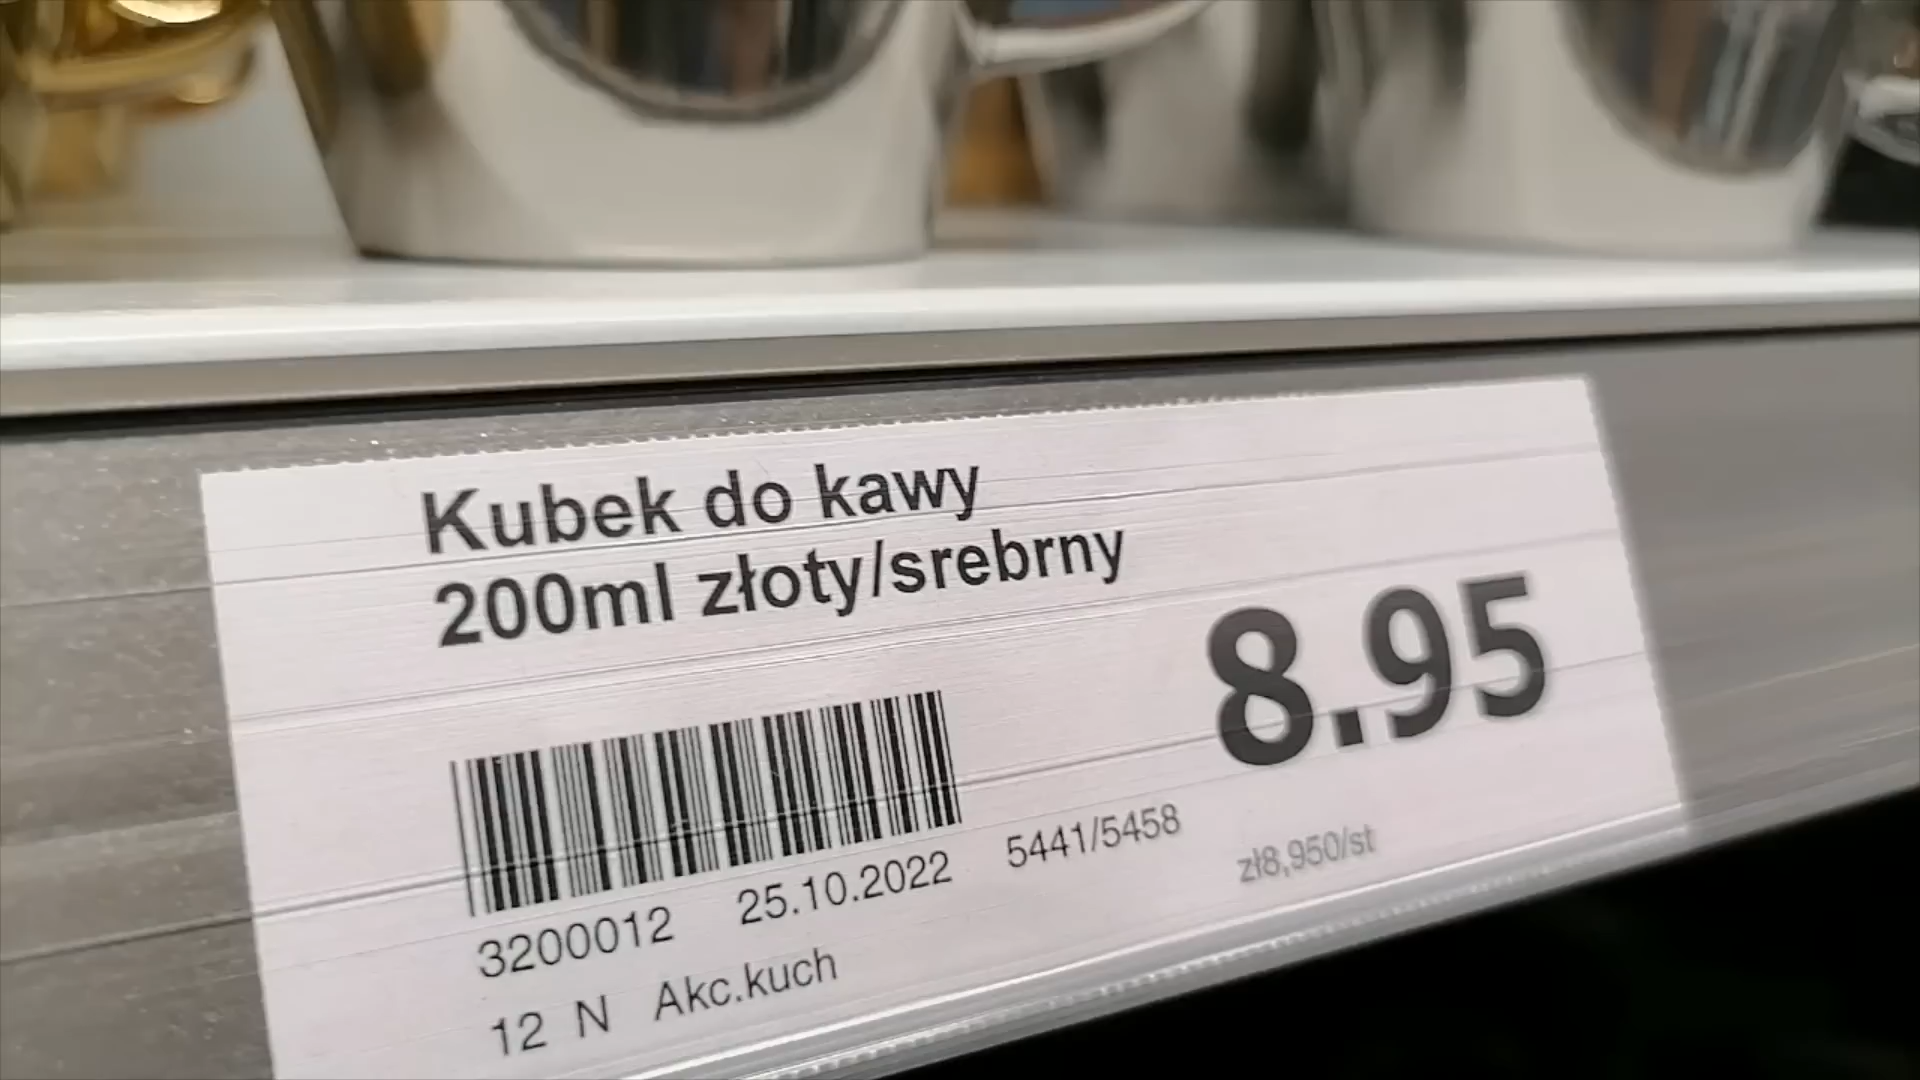 Kubek do kawy
200ml złoty/srebrny
8.95
3200012 25.10.2022 5441/5458 zł8,950/st
12 N Akc.kuch